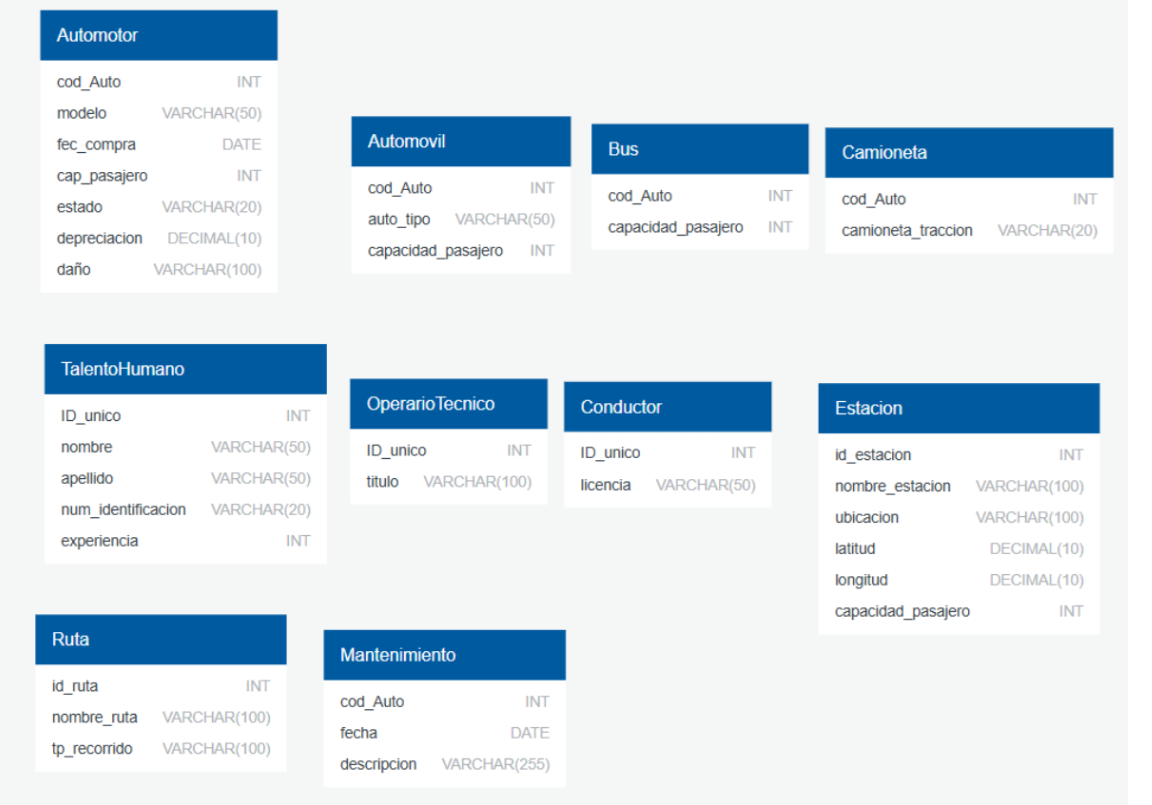 Automotor
cod_Auto INT
modelo VARCHAR(50)
fec_compra DATE
cap_pasajero INT
estado VARCHAR(20)
depreciacion DECIMAL(10)
daño VARCHAR(100)
Automovil
cod_Auto INT
auto_tipo VARCHAR(50)
capacidad_pasajero INT
Bus
cod_Auto INT
capacidad_pasajero INT
Camioneta
cod_Auto INT
camioneta_traccion VARCHAR(20)
TalentoHumano
ID_unico INT
nombre VARCHAR(50)
apellido VARCHAR(50)
num_identificacion VARCHAR(20)
experiencia INT
OperarioTecnico
ID_unico INT
titulo VARCHAR(100)
Conductor
ID_unico INT
licencia VARCHAR(50)
Estacion
id_estacion INT
nombre_estacion VARCHAR(100)
ubicacion VARCHAR(100)
latitud DECIMAL(10)
longitud DECIMAL(10)
capacidad_pasajero INT
Ruta
id_ruta INT
nombre_ruta VARCHAR(100)
tp_recorrido VARCHAR(100)
Mantenimiento
cod_Auto INT
fecha DATE
descripcion VARCHAR(255)